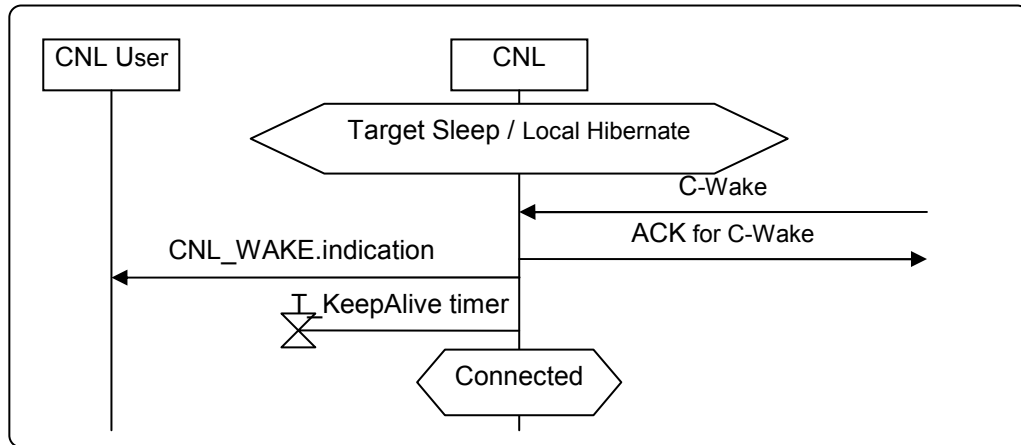 CNL User
CNL
Target Sleep / Local Hibernate
C-Wake
ACK for C-Wake
CNL_WAKE.indication
T_KeepAlive timer
Connected